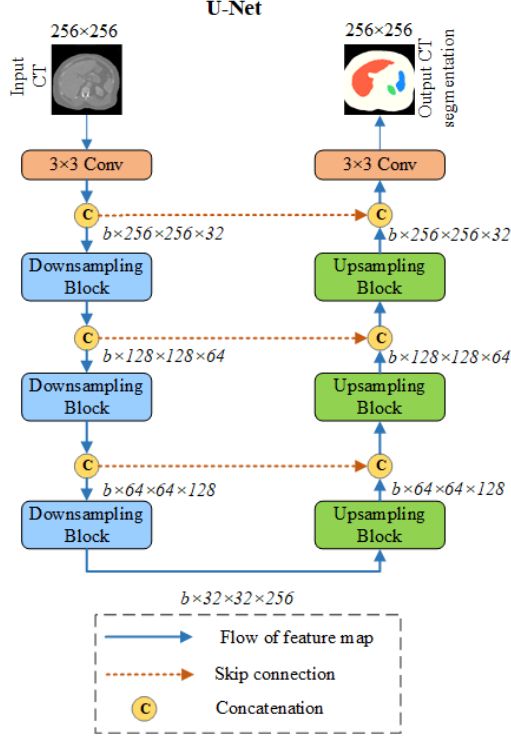 U-Net
256×256
256×256
Input
CT
Output CT
segmentation
3×3 Conv
3×3 Conv
C
C
b×256×256×32
b×256×256×32
Downsampling
Block
Upsampling
Block
C
C
b×128×128×64
b×128×128×64
Downsampling
Block
Upsampling
Block
C
C
b×64×64×128
b×64×64×128
Downsampling
Block
Upsampling
Block
b×32×32×256
Flow of feature map
Skip connection
C
Concatenation